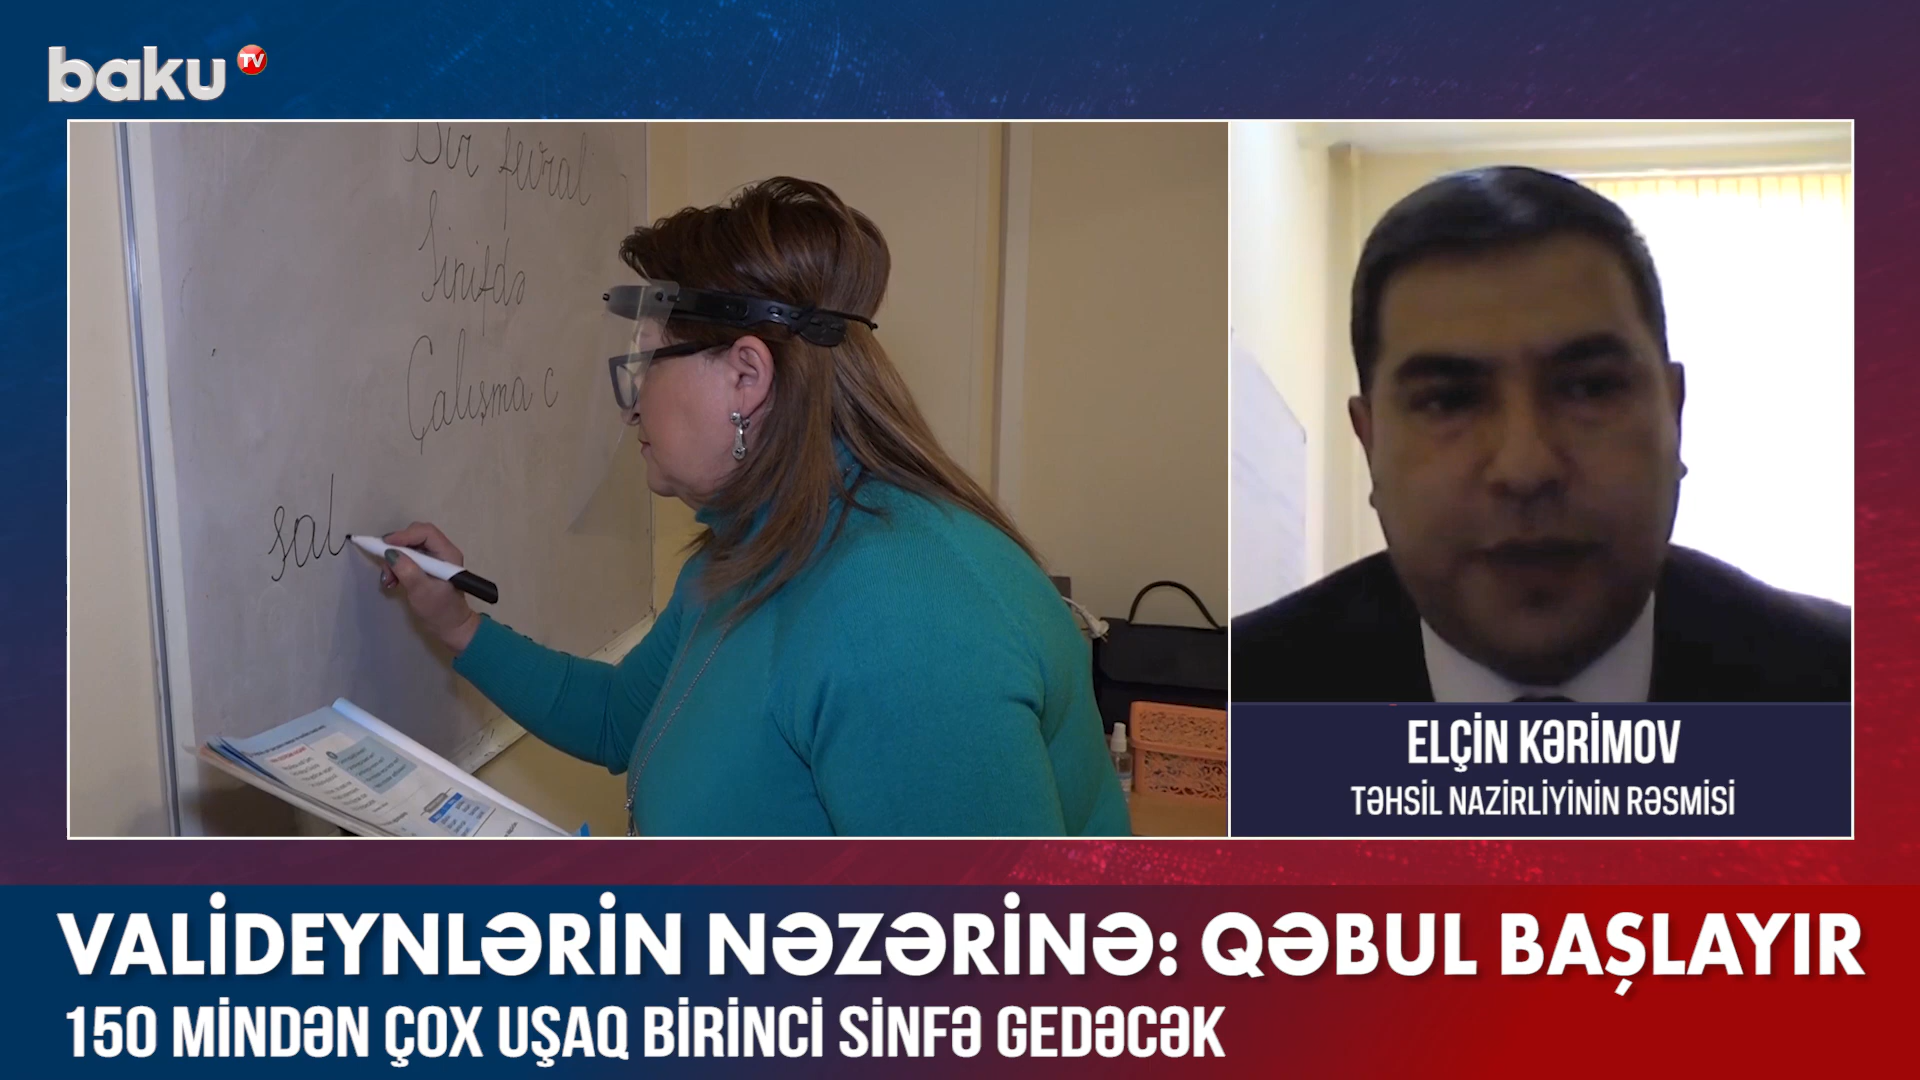 baku TV
Bir fevral
Sinifdə
Çalışma c
sal
ELÇİN KƏRİMOV
TƏHSİL NAZİRLİYİNİN RƏSMİSİ
VALİDEYNLƏRİN NƏZƏRİNƏ: QƏBUL BAŞLAYIR
150 MİNDƏN ÇOX UŞAQ BİRİNCİ SİNFƏ GEDƏCƏK